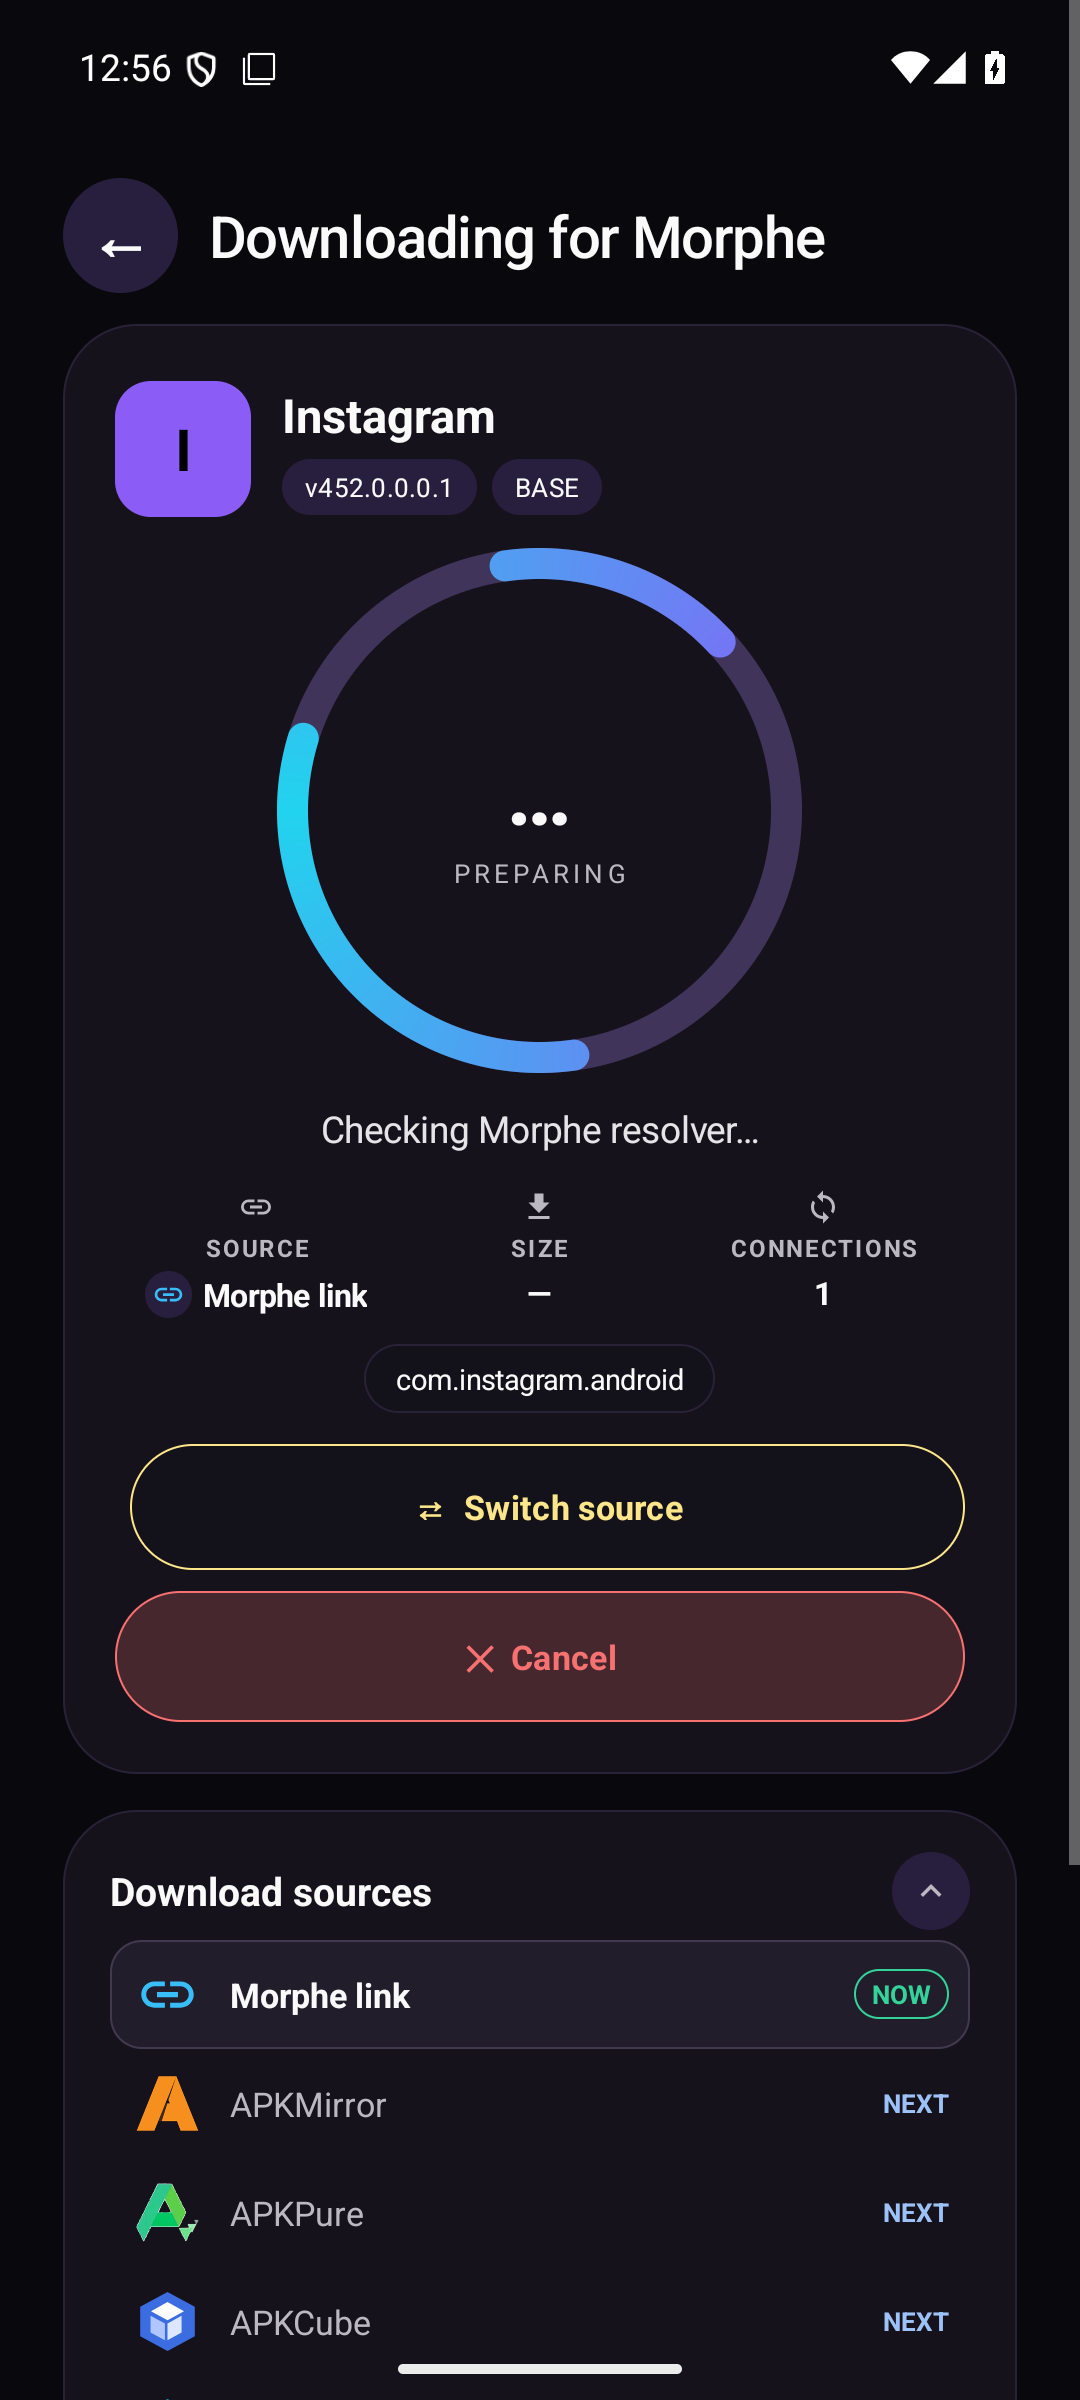 12:56
Downloading for Morphe
I
Instagram
v452.0.0.0.1
BASE
•••
PREPARING
Checking Morphe resolver...
SOURCE
SIZE
CONNECTIONS
Morphe link
—
1
com.instagram.android
Switch source
Cancel
Download sources
Morphe link
NOW
APKMirror
NEXT
APKPure
NEXT
APKCube
NEXT